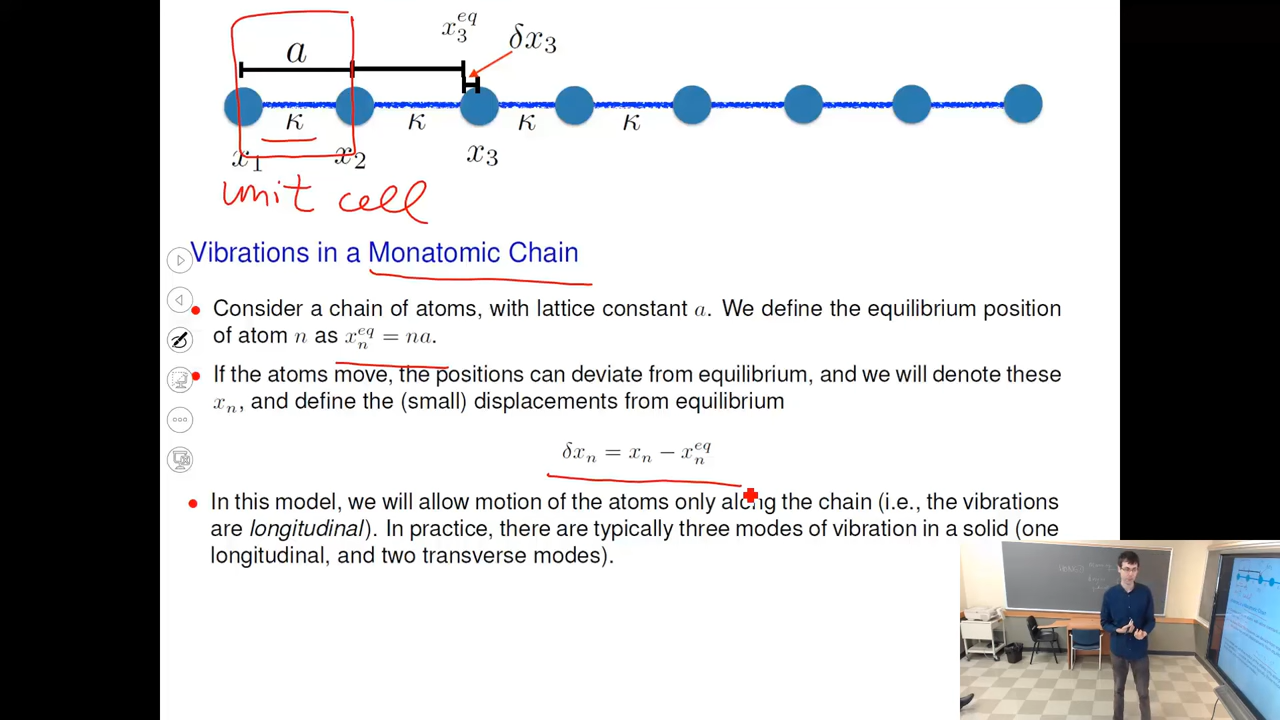 x_3^{eq}
a
δx_3
κ κ κ κ
x_1 x_2 x_3
unit cell
Vibrations in a Monatomic Chain
• Consider a chain of atoms, with lattice constant a. We define the equilibrium position
of atom n as x_n^{eq} = na.
• If the atoms move, the positions can deviate from equilibrium, and we will denote these
x_n, and define the (small) displacements from equilibrium
δx_n = x_n − x_n^{eq}
• In this model, we will allow motion of the atoms only along the chain (i.e., the vibrations
are longitudinal). In practice, there are typically three modes of vibration in a solid (one
longitudinal, and two transverse modes).